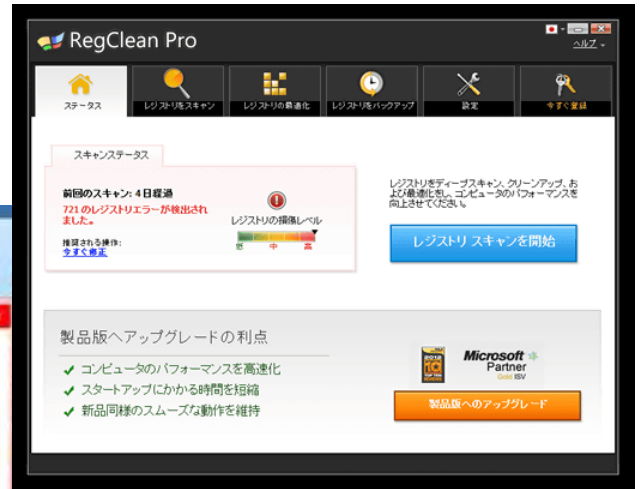 RegClean Pro
ヘルプ
ステータス
レジストリをスキャン
レジストリの最適化
レジストリをバックアップ
設定
今すぐ登録
スキャンステータス
前回のスキャン: 4 日経過
721 のレジストリエラーが検出され
ました。
推奨される操作:
今すぐ修正
レジストリの損傷レベル
低 中 高
レジストリをディープスキャン、クリーンアップ、お
よび最適化をし、コンピュータのパフォーマンスを
向上させてください。
レジストリ スキャンを開始
製品版へアップグレードの利点
コンピュータのパフォーマンスを高速化
スタートアップにかかる時間を短縮
新品同様のスムーズな動作を維持
2012
Microsoft
Partner
Gold ISV
製品版へのアップグレード